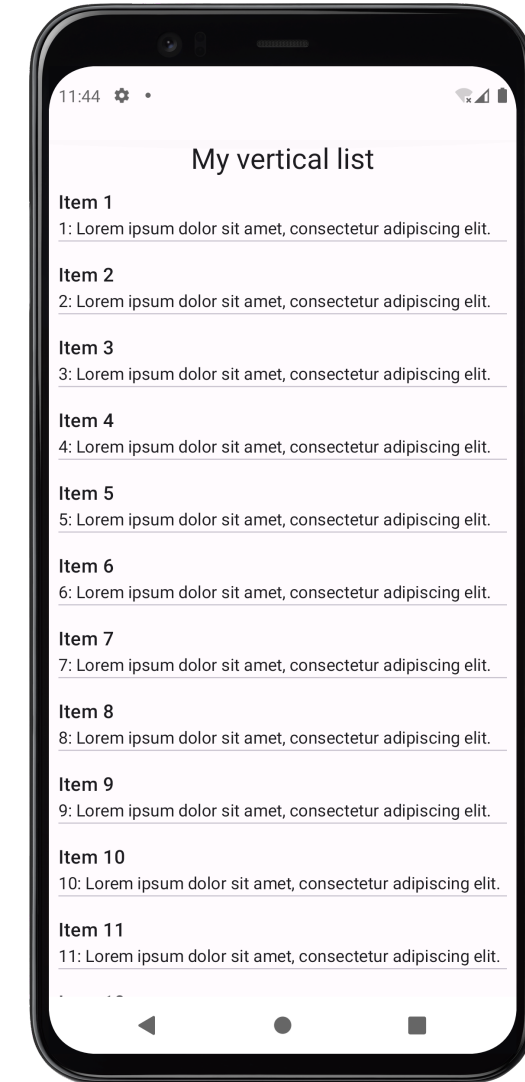 11:44
My vertical list
Item 1
1: Lorem ipsum dolor sit amet, consectetur adipiscing elit.
Item 2
2: Lorem ipsum dolor sit amet, consectetur adipiscing elit.
Item 3
3: Lorem ipsum dolor sit amet, consectetur adipiscing elit.
Item 4
4: Lorem ipsum dolor sit amet, consectetur adipiscing elit.
Item 5
5: Lorem ipsum dolor sit amet, consectetur adipiscing elit.
Item 6
6: Lorem ipsum dolor sit amet, consectetur adipiscing elit.
Item 7
7: Lorem ipsum dolor sit amet, consectetur adipiscing elit.
Item 8
8: Lorem ipsum dolor sit amet, consectetur adipiscing elit.
Item 9
9: Lorem ipsum dolor sit amet, consectetur adipiscing elit.
Item 10
10: Lorem ipsum dolor sit amet, consectetur adipiscing elit.
Item 11
11: Lorem ipsum dolor sit amet, consectetur adipiscing elit.